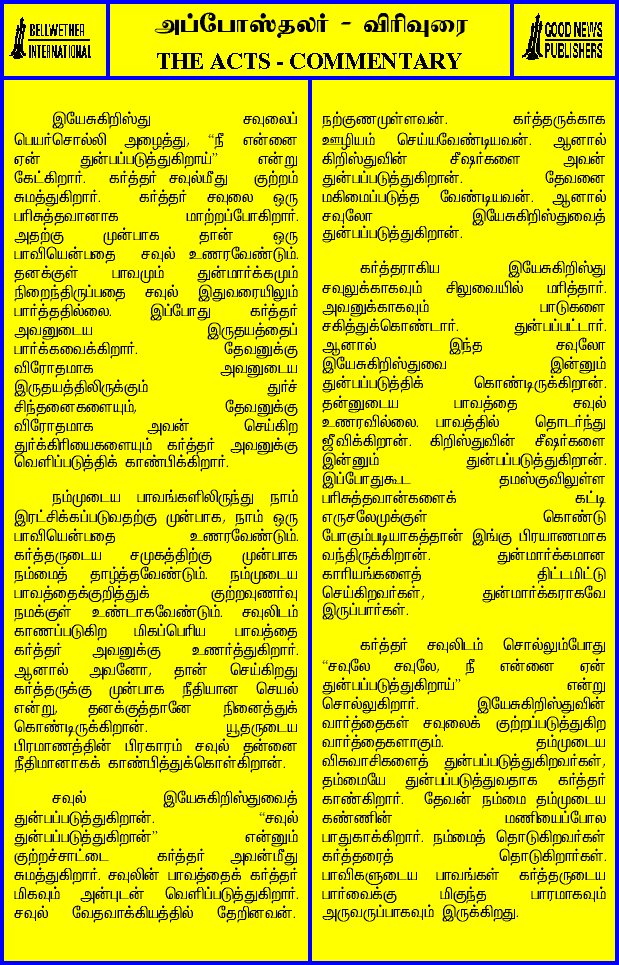 BELLWETHER
INTERNATIONAL
அப்போஸ்தலர் - விரிவுரை
THE ACTS - COMMENTARY
GOOD NEWS
PUBLISHERS
இயேசுகிறிஸ்து சவுலைப்
பெயர்சொல்லி அழைத்து, “நீ என்னை
ஏன் துன்பப்படுத்துகிறாய்” என்று
கேட்கிறார். கர்த்தர் சவுல்மீது குற்றம்
சுமத்துகிறார். கர்த்தர் சவுலை ஒரு
பரிசுத்தவானாக மாற்றப்போகிறார்.
அதற்கு முன்பாக தான் ஒரு
பாவியென்பதை சவுல் உணரவேண்டும்.
தனக்குள் பாவமும் துன்மார்க்கமும்
நிறைந்திருப்பதை சவுல் இதுவரையிலும்
பார்த்ததில்லை. இப்போது கர்த்தர்
அவனுடைய இருதயத்தைப்
பார்க்கவைக்கிறார். தேவனுக்கு
விரோதமாக அவனுடைய
இருதயத்திலிருக்கும் துர்ச்
சிந்தனைகளையும், தேவனுக்கு
விரோதமாக அவன் செய்கிற
துர்க்கிரியைகளையும் கர்த்தர் அவனுக்கு
வெளிப்படுத்திக் காண்பிக்கிறார்.
நம்முடைய பாவங்களிலிருந்து நாம்
இரட்சிக்கப்படுவதற்கு முன்பாக, நாம் ஒரு
பாவியென்பதை உணரவேண்டும்.
கர்த்தருடைய சமுகத்திற்கு முன்பாக
நம்மைத் தாழ்த்தவேண்டும். நம்முடைய
பாவத்தைக்குறித்துக் குற்றவுணர்வு
நமக்குள் உண்டாகவேண்டும். சவுலிடம்
காணப்படுகிற மிகப்பெரிய பாவத்தை
கர்த்தர் அவனுக்கு உணர்த்துகிறார்.
ஆனால் அவனோ, தான் செய்கிறது
கர்த்தருக்கு முன்பாக நீதியான செயல்
என்று, தனக்குத்தானே நினைத்துக்
கொண்டிருக்கிறான். யூதருடைய
பிரமாணத்தின் பிரகாரம் சவுல் தன்னை
நீதிமானாகக் காண்பித்துக்கொள்கிறான்.
சவுல் இயேசுகிறிஸ்துவைத்
துன்பப்படுத்துகிறான். “சவுல்
துன்பப்படுத்துகிறான்” என்னும்
குற்றச்சாட்டை கர்த்தர் அவன்மீது
சுமத்துகிறார். சவுலின் பாவத்தைக் கர்த்தர்
மிகவும் அன்புடன் வெளிப்படுத்துகிறார்.
சவுல் வேதவாக்கியத்தில் தேறினவன்.
நற்குணமுள்ளவன். கர்த்தருக்காக
ஊழியம் செய்யவேண்டியவன். ஆனால்
கிறிஸ்துவின் சீஷர்களை அவன்
துன்பப்படுத்துகிறான். தேவனை
மகிமைப்படுத்த வேண்டியவன். ஆனால்
சவுலோ இயேசுகிறிஸ்துவைத்
துன்பப்படுத்துகிறான்.
கர்த்தராகிய இயேசுகிறிஸ்து
சவுலுக்காகவும் சிலுவையில் மரித்தார்.
அவனுக்காகவும் பாடுகளை
சகித்துக்கொண்டார். துன்பப்பட்டார்.
ஆனால் இந்த சவுலோ
இயேசுகிறிஸ்துவை இன்னும்
துன்பப்படுத்திக் கொண்டிருக்கிறான்.
தன்னுடைய பாவத்தை சவுல்
உணரவில்லை. பாவத்தில் தொடர்ந்து
ஜீவிக்கிறான். கிறிஸ்துவின் சீஷர்களை
இன்னும் துன்பப்படுத்துகிறான்.
இப்போதுகூட தமஸ்குவிலுள்ள
பரிசுத்தவான்களைக் கட்டி
எருசலேமுக்குள் கொண்டு
போகும்படியாகத்தான் இங்கு பிரயாணமாக
வந்திருக்கிறான். துன்மார்க்கமான
காரியங்களைத் திட்டமிட்டு
செய்கிறவர்கள், துன்மார்க்கராகவே
இருப்பார்கள்.
கர்த்தர் சவுலிடம் சொல்லும்போது
“சவுலே சவுலே, நீ என்னை ஏன்
துன்பப்படுத்துகிறாய்” என்று
சொல்லுகிறார். இயேசுகிறிஸ்துவின்
வார்த்தைகள் சவுலைக் குற்றப்படுத்துகிற
வார்த்தைகளாகும். தம்முடைய
விசுவாசிகளைத் துன்பப்படுத்துகிறவர்கள்,
தம்மையே துன்பப்படுத்துவதாக கர்த்தர்
காண்கிறார். தேவன் நம்மை தம்முடைய
கண்ணின் மணியைப்போல
பாதுகாக்கிறார். நம்மைத் தொடுகிறவர்கள்
கர்த்தரைத் தொடுகிறார்கள்.
பாவிகளுடைய பாவங்கள் கர்த்தருடைய
பார்வைக்கு மிகுந்த பாரமாகவும்
அருவருப்பாகவும் இருக்கிறது.